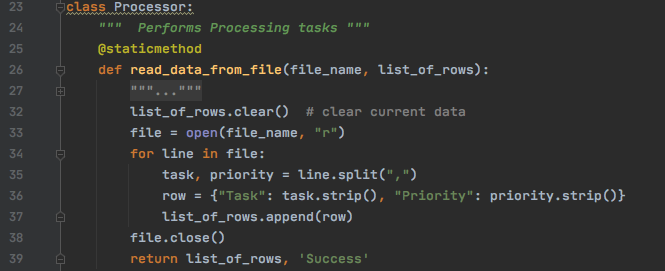 23 class Processor:
24     """  Performs Processing tasks """
25     @staticmethod
26     def read_data_from_file(file_name, list_of_rows):
27         """..."""
32         list_of_rows.clear()  # clear current data
33         file = open(file_name, "r")
34         for line in file:
35             task, priority = line.split(",")
36             row = {"Task": task.strip(), "Priority": priority.strip()}
37             list_of_rows.append(row)
38         file.close()
39         return list_of_rows, 'Success'